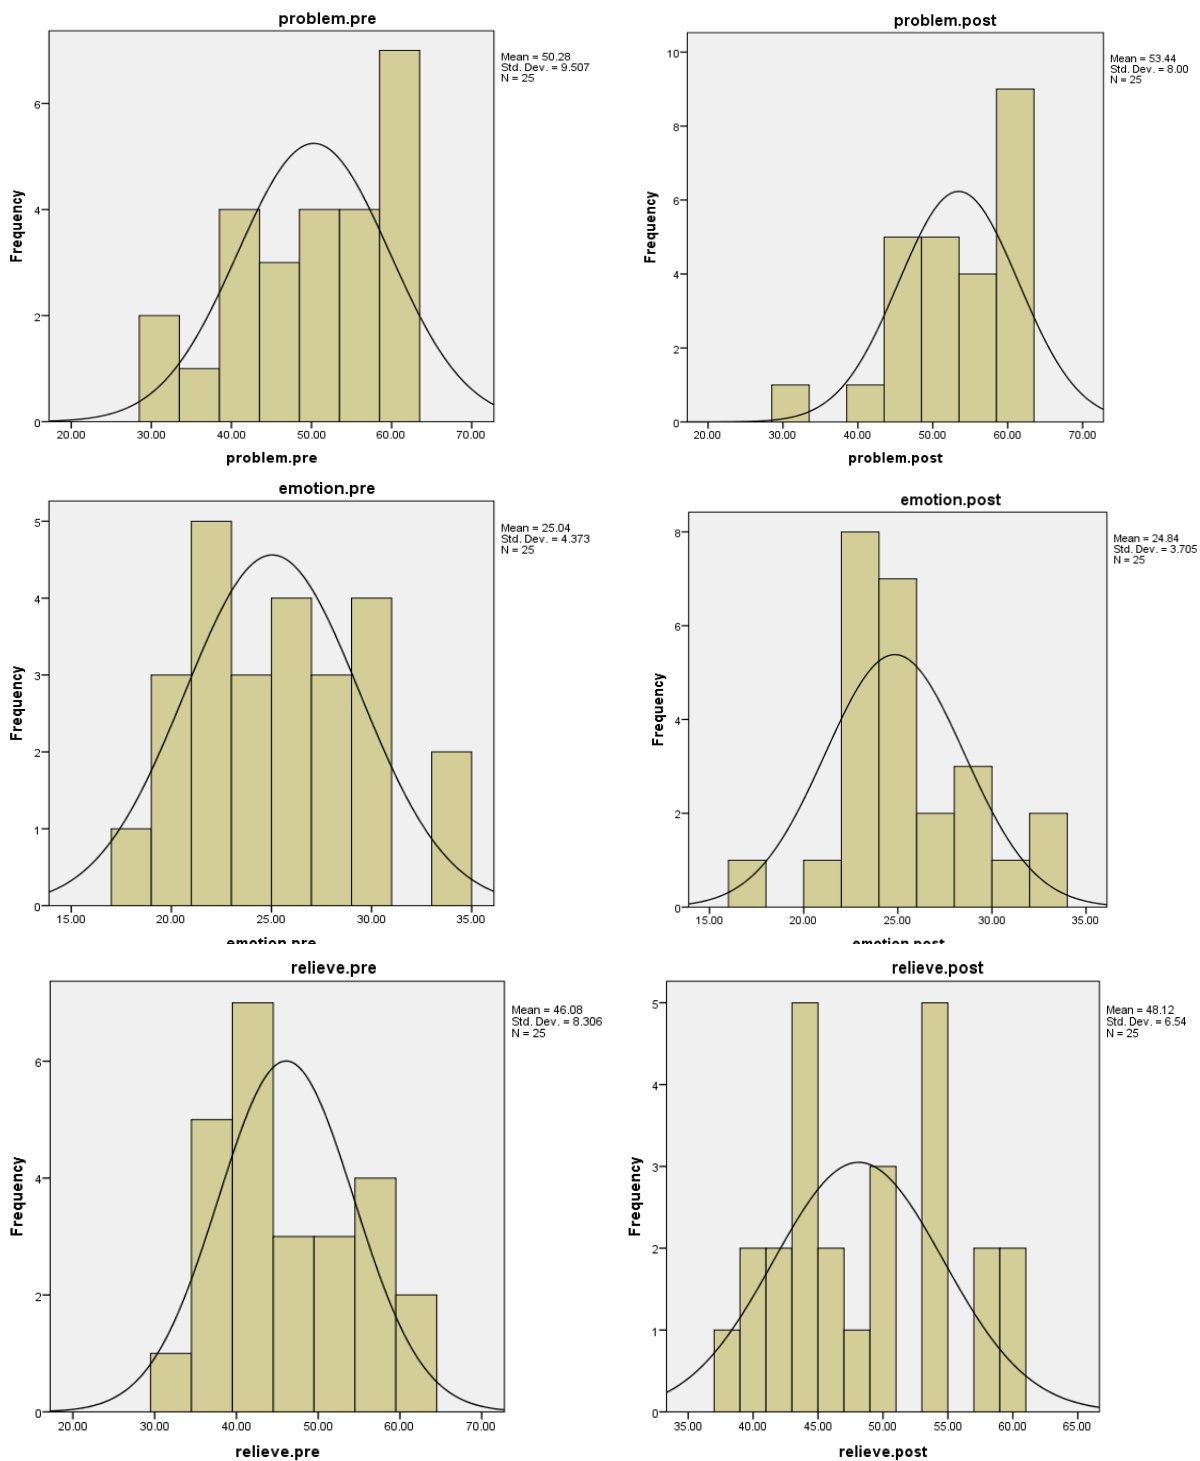 problem.pre
Mean = 50.28
Std. Dev. = 9.507
N = 25
6
4
2
0
Frequency
20.00 30.00 40.00 50.00 60.00 70.00
problem.pre
problem.post
Mean = 53.44
Std. Dev. = 8.00
N = 25
10
8
6
4
2
0
Frequency
20.00 30.00 40.00 50.00 60.00 70.00
problem.post
emotion.pre
Mean = 25.04
Std. Dev. = 4.373
N = 25
5
4
3
2
1
0
Frequency
15.00 20.00 25.00 30.00 35.00
emotion.pre
emotion.post
Mean = 24.84
Std. Dev. = 3.705
N = 25
8
6
4
2
0
Frequency
15.00 20.00 25.00 30.00 35.00
emotion.post
relieve.pre
Mean = 46.08
Std. Dev. = 8.306
N = 25
6
4
2
0
Frequency
20.00 30.00 40.00 50.00 60.00 70.00
relieve.pre
relieve.post
Mean = 48.12
Std. Dev. = 6.54
N = 25
5
4
3
2
1
0
Frequency
35.00 40.00 45.00 50.00 55.00 60.00 65.00
relieve.post